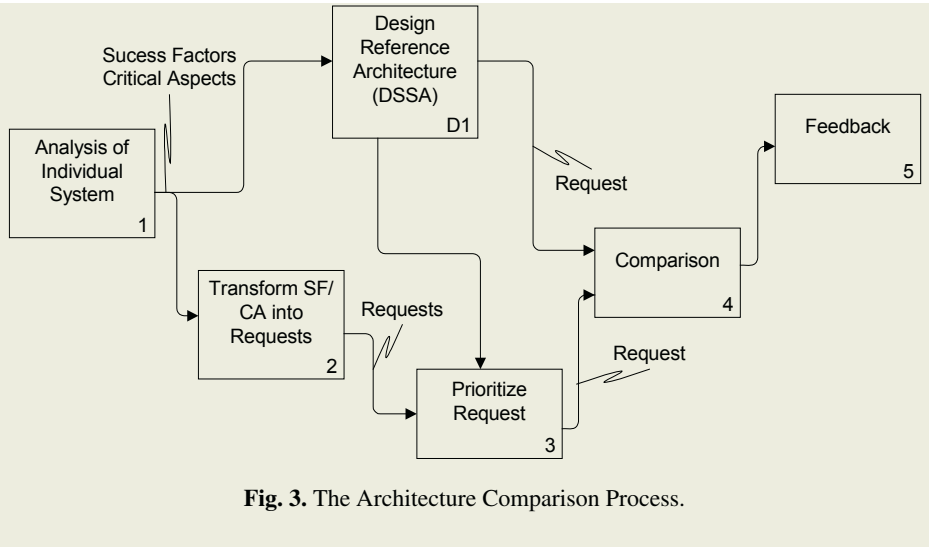 Sucess Factors
Critical Aspects
Design
Reference
Architecture
(DSSA)
D1
Analysis of
Individual
System
1
Request
Feedback
5
Comparison
4
Transform SF/
CA into
Requests
2
Requests
Request
Prioritize
Request
3
Fig. 3. The Architecture Comparison Process.